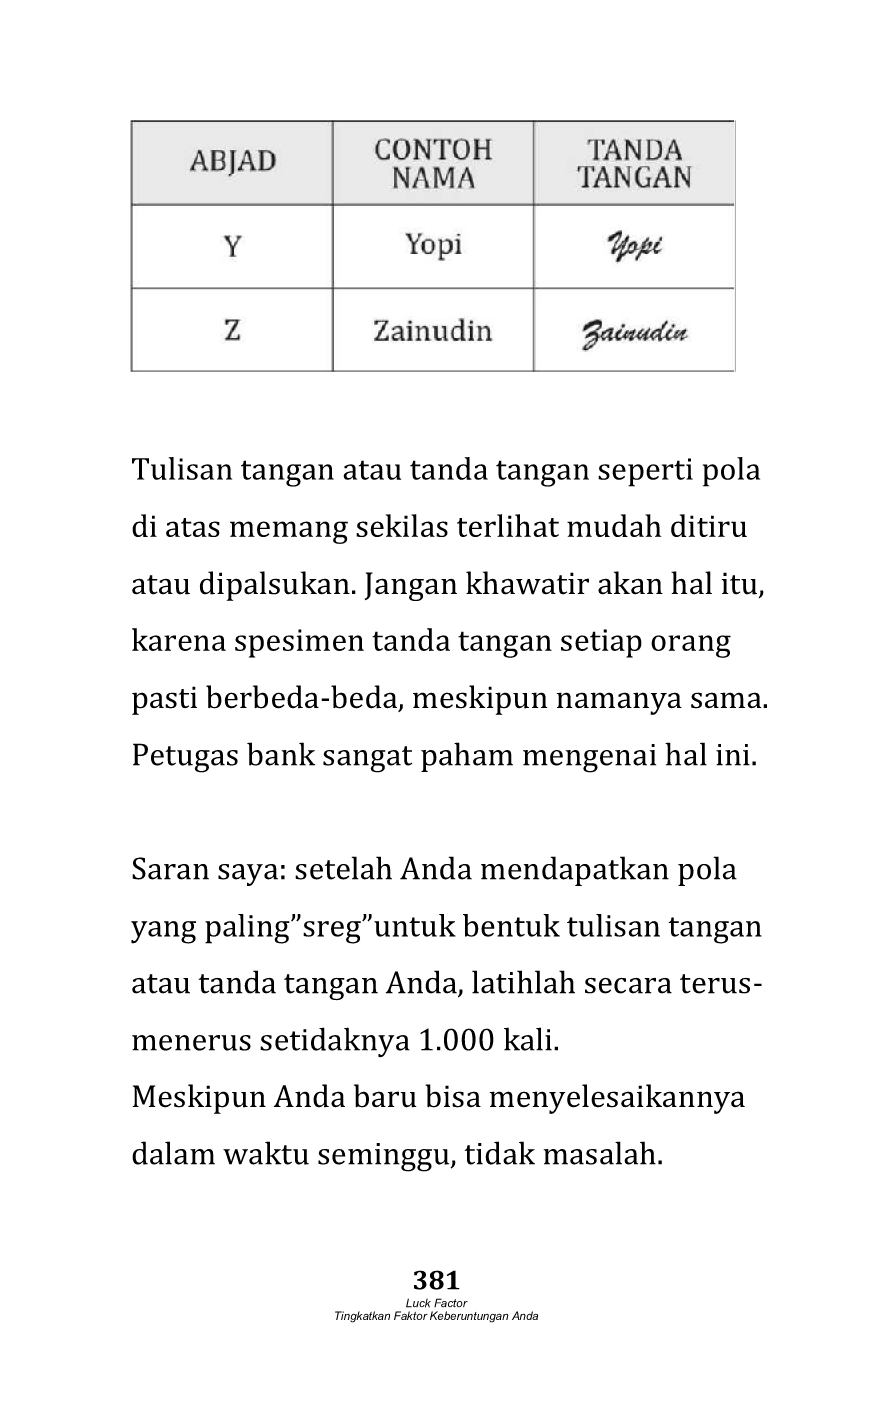 ABJAD CONTOH NAMA TANDA TANGAN
Y Yopi Yopi
Z Zainudin Zainudin
Tulisan tangan atau tanda tangan seperti pola
di atas memang sekilas terlihat mudah ditiru
atau dipalsukan. Jangan khawatir akan hal itu,
karena spesimen tanda tangan setiap orang
pasti berbeda-beda, meskipun namanya sama.
Petugas bank sangat paham mengenai hal ini.
Saran saya: setelah Anda mendapatkan pola
yang paling”sreg”untuk bentuk tulisan tangan
atau tanda tangan Anda, latihlah secara terus-
menerus setidaknya 1.000 kali.
Meskipun Anda baru bisa menyelesaikannya
dalam waktu seminggu, tidak masalah.
381
Luck Factor
Tingkatkan Faktor Keberuntungan Anda